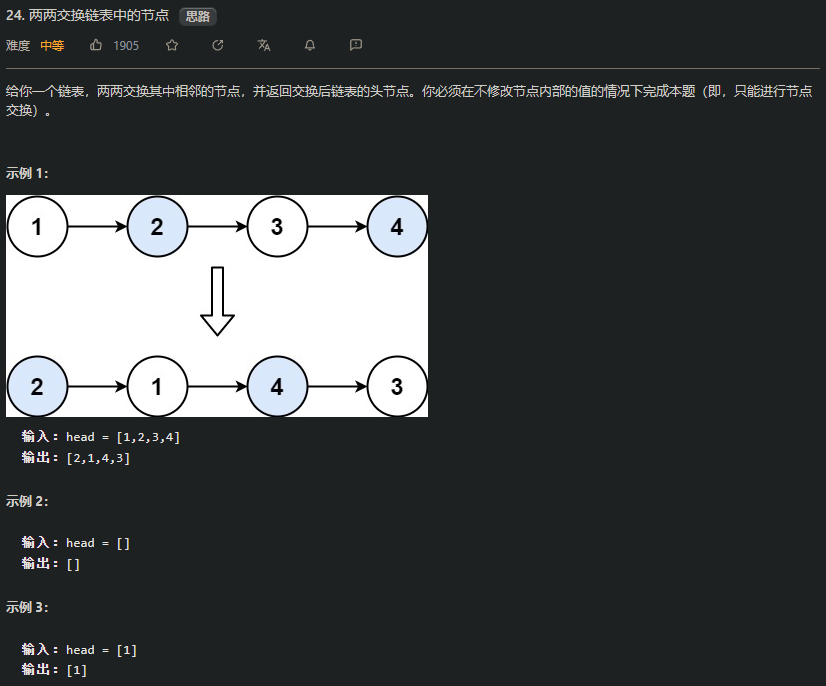 24. 两两交换链表中的节点 思路
难度 中等 1905
给你一个链表，两两交换其中相邻的节点，并返回交换后链表的头节点。你必须在不修改节点内部的值的情况下完成本题（即，只能进行节点
交换）。
示例 1：
1 2 3 4
2 1 4 3
输入：head = [1,2,3,4]
输出：[2,1,4,3]
示例 2：
输入：head = []
输出：[]
示例 3：
输入：head = [1]
输出：[1]